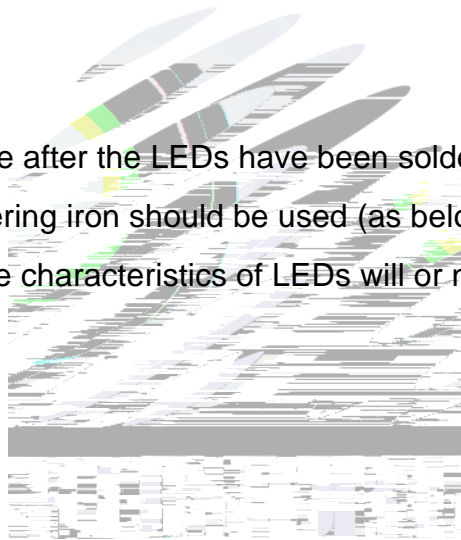 e after the LEDs have been solde
ering iron should be used (as belo
e characteristics of LEDs will or n